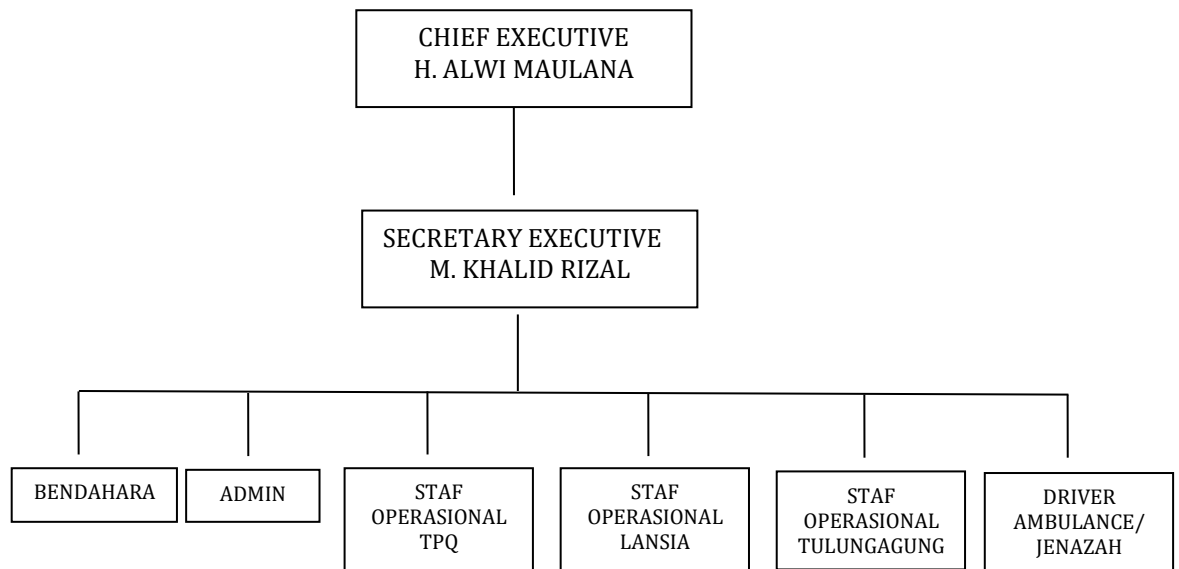 CHIEF EXECUTIVE
H. ALWI MAULANA
SECRETARY EXECUTIVE
M. KHALID RIZAL
BENDAHARA
ADMIN
STAF
OPERASIONAL
TPQ
STAF
OPERASIONAL
LANSIA
STAF
OPERASIONAL
TULUNGAGUNG
DRIVER
AMBULANCE/
JENAZAH